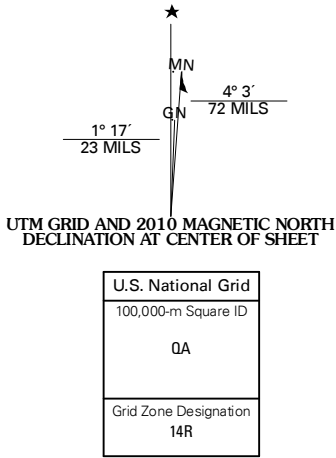 ★
MN
4° 3´
72 MILS
GN
1° 17´
23 MILS
UTM GRID AND 2010 MAGNETIC NORTH
DECLINATION AT CENTER OF SHEET
U.S. National Grid
100,000-m Square ID
QA
Grid Zone Designation
14R